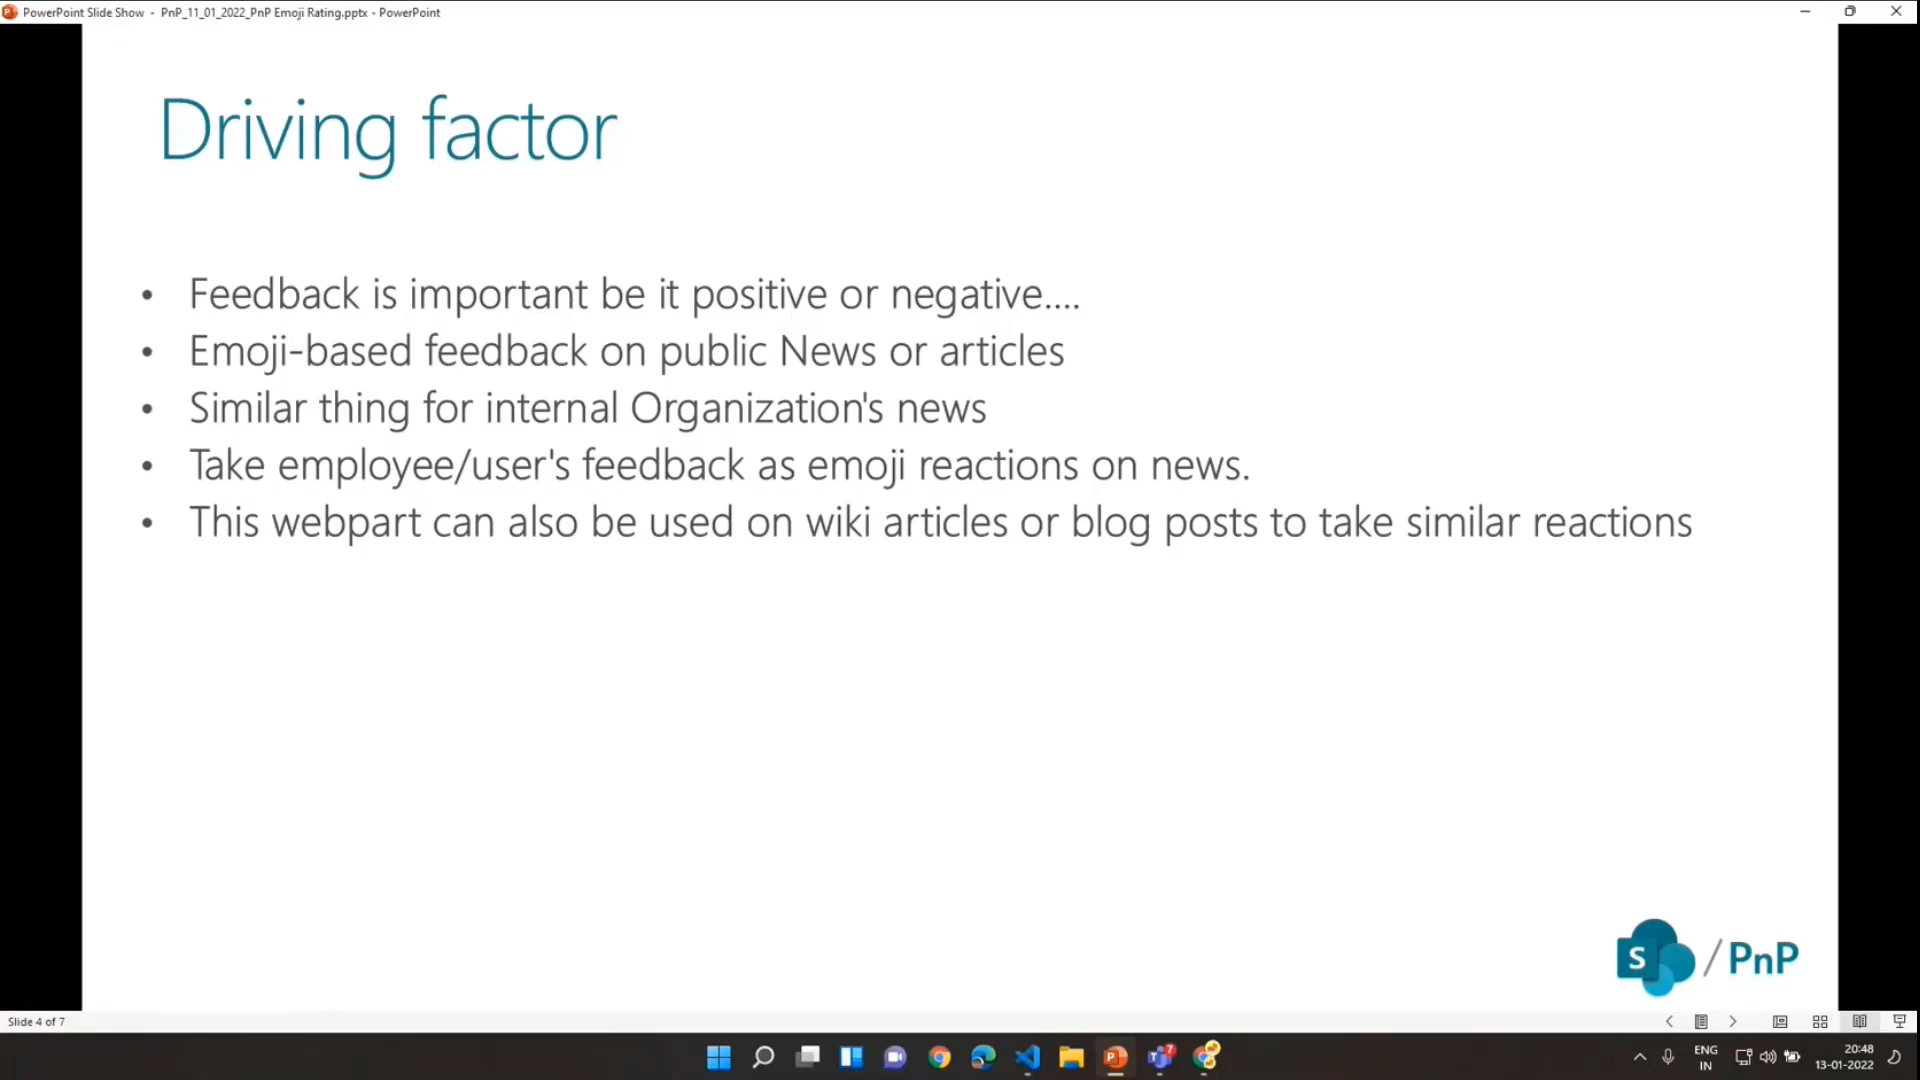 PowerPoint Slide Show - PnP_11_01_2022_PnP Emoji Rating.pptx - PowerPoint
Driving factor
• Feedback is important be it positive or negative....
• Emoji-based feedback on public News or articles
• Similar thing for internal Organization's news
• Take employee/user's feedback as emoji reactions on news.
• This webpart can also be used on wiki articles or blog posts to take similar reactions
S / PnP
Slide 4 of 7
P
7
ENG
IN
20:48
13-01-2022